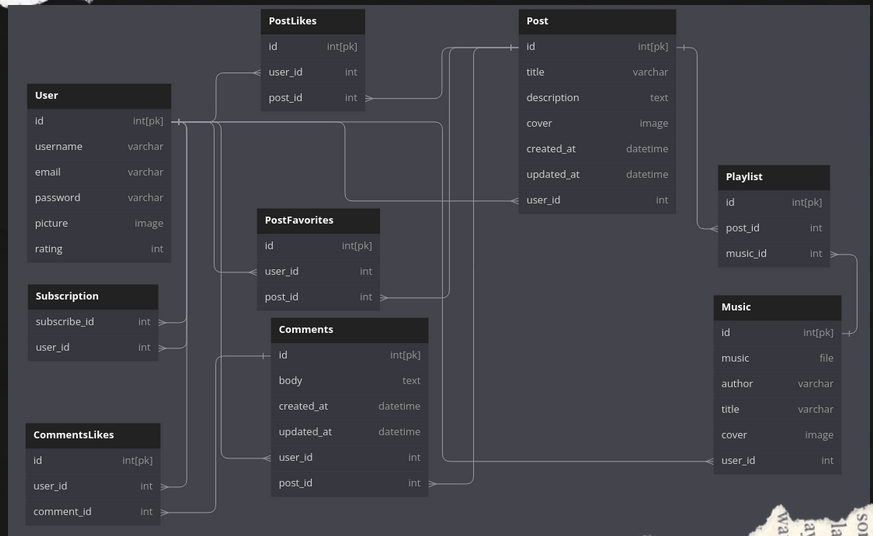 PostLikes
id int[pk]
user_id int
post_id int
Post
id int[pk]
title varchar
description text
cover image
created_at datetime
updated_at datetime
user_id int
User
id int[pk]
username varchar
email varchar
password varchar
picture image
rating int
Playlist
id int[pk]
post_id int
music_id int
PostFavorites
id int[pk]
user_id int
post_id int
Subscription
subscribe_id int
user_id int
Comments
id int[pk]
body text
created_at datetime
updated_at datetime
user_id int
post_id int
Music
id int[pk]
music file
author varchar
title varchar
cover image
user_id int
CommentsLikes
id int[pk]
user_id int
comment_id int